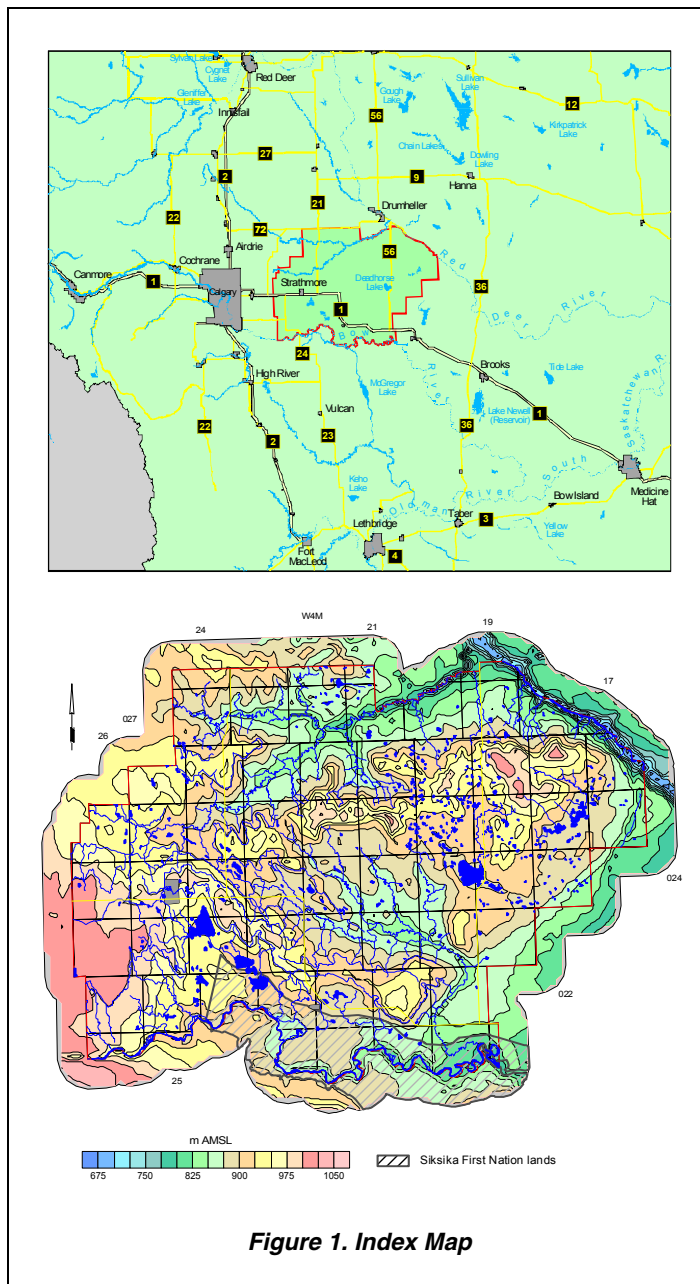 Sylvan Lake
Cygnet
Lake
Red Deer
Gleniffer
Lake
Innisfail
Gough
Lake
Sullivan
Lake
12
56
Kirkpatrick
Lake
Chain Lakes
Dowling
Lake
27
2
9
Hanna
22
21
Drumheller
72
Airdrie
56
Cochrane
Canmore
1
Calgary
Strathmore
Deadhorse
Lake
1
Red
Deer
River
36
Bow
River
24
High River
McGregor
Lake
Brooks
Tide Lake
Vulcan
Lake Newell
(Reservoir)
1
22
2
23
36
South
Saskatchewan R
Keho
Lake
Oldman
River
Bow Island
Medicine
Hat
Lethbridge
Taber
3
Yellow
Lake
Fort
MacLeod
4
W4M
24
21
19
17
027
26
024
022
25
m AMSL
675
750
825
900
975
1050
Siksika First Nation lands
Figure 1. Index Map